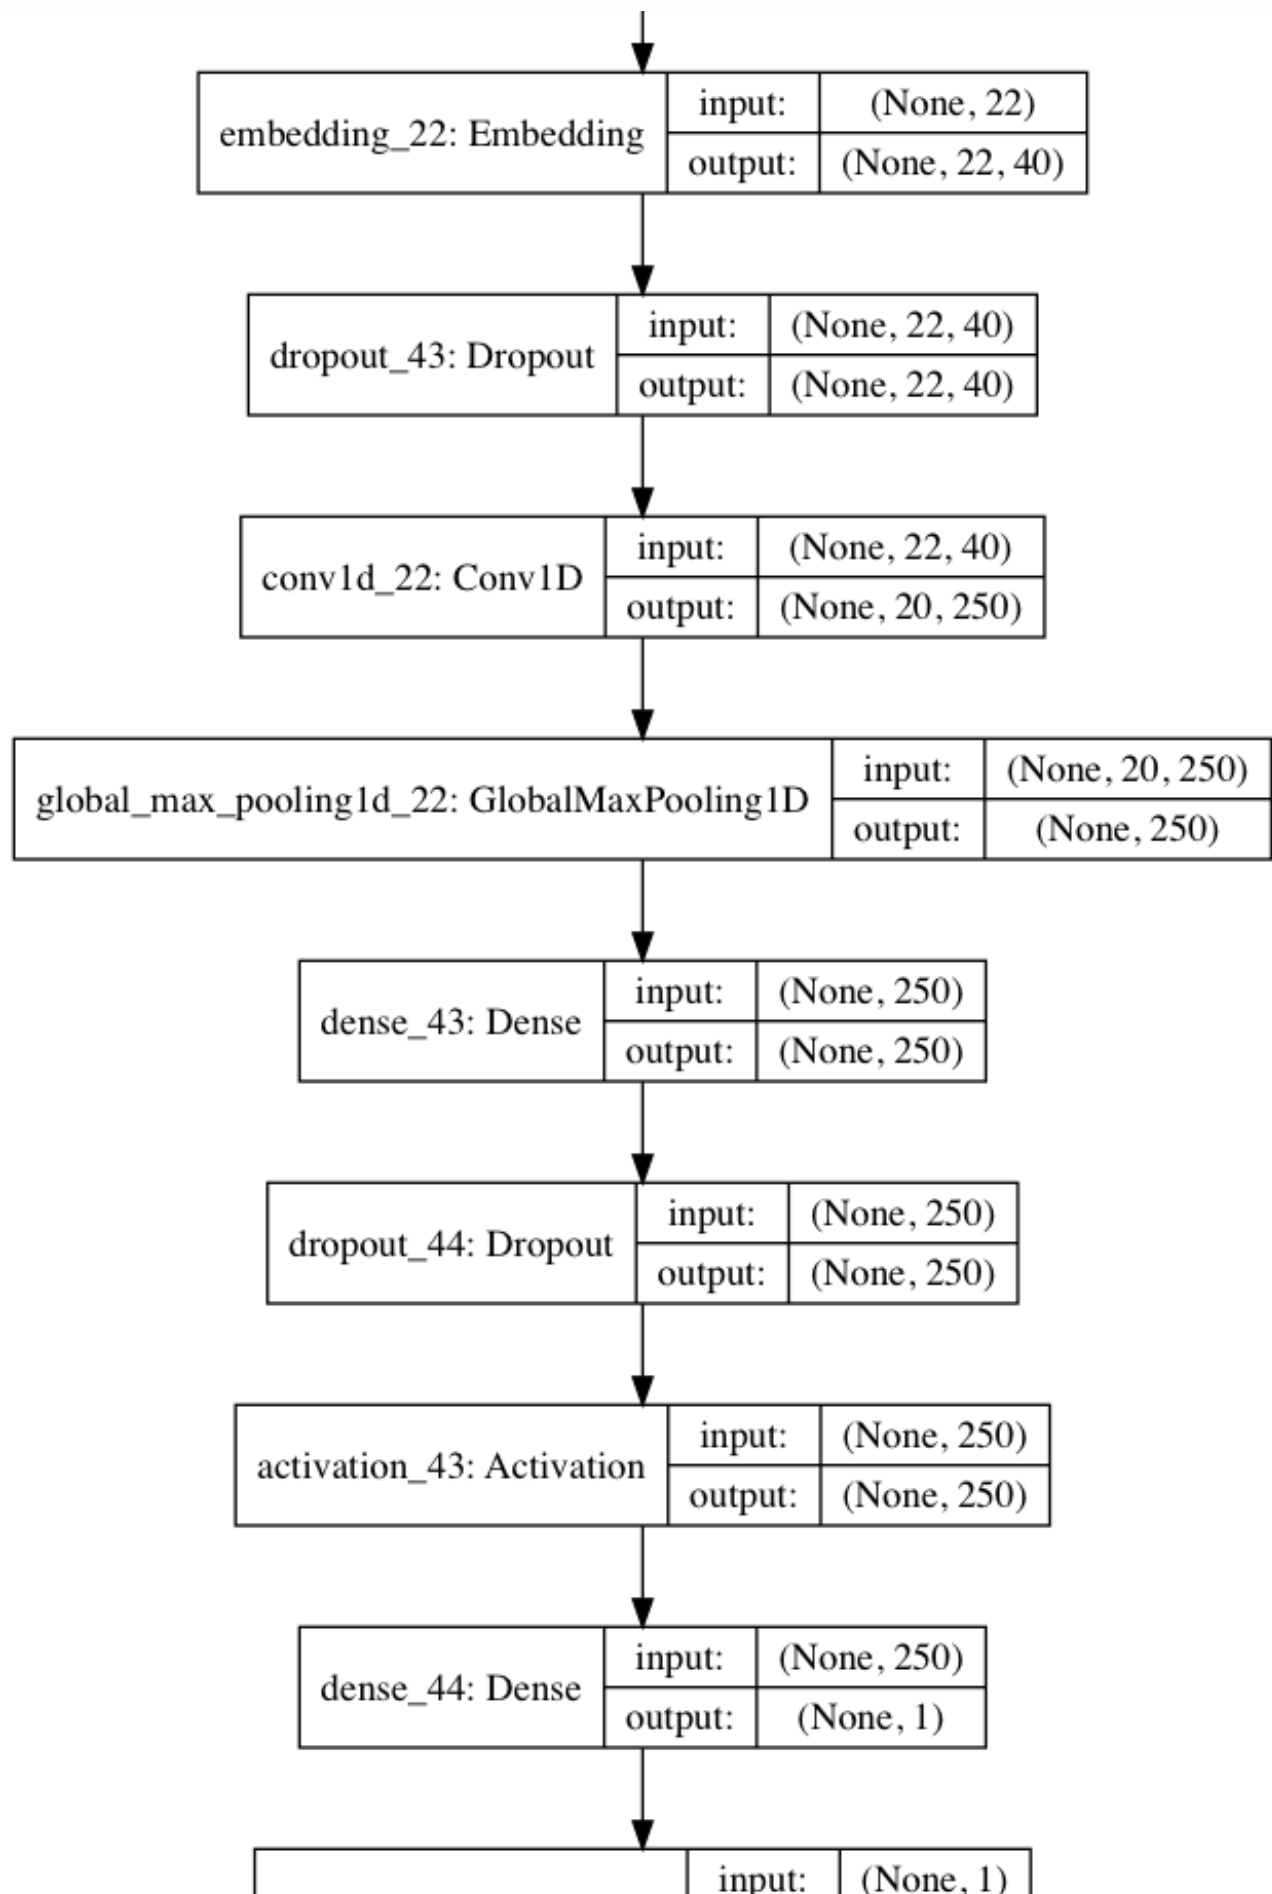 embedding_22: Embedding
input: (None, 22)
output: (None, 22, 40)
dropout_43: Dropout
input: (None, 22, 40)
output: (None, 22, 40)
conv1d_22: Conv1D
input: (None, 22, 40)
output: (None, 20, 250)
global_max_pooling1d_22: GlobalMaxPooling1D
input: (None, 20, 250)
output: (None, 250)
dense_43: Dense
input: (None, 250)
output: (None, 250)
dropout_44: Dropout
input: (None, 250)
output: (None, 250)
activation_43: Activation
input: (None, 250)
output: (None, 250)
dense_44: Dense
input: (None, 250)
output: (None, 1)
input: (None, 1)